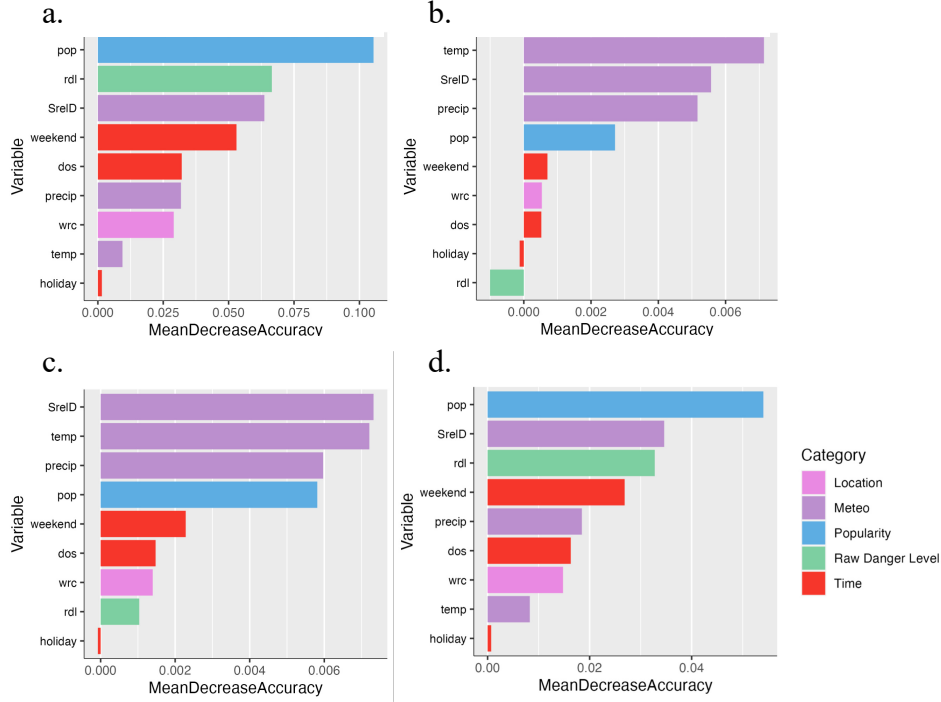 a.
Variable
pop
rdl
SrelD
weekend
dos
precip
wrc
temp
holiday
0.000 0.025 0.050 0.075 0.100
MeanDecreaseAccuracy
b.
Variable
temp
SrelD
precip
pop
weekend
wrc
dos
holiday
rdl
0.000 0.002 0.004 0.006
MeanDecreaseAccuracy
c.
Variable
SrelD
temp
precip
pop
weekend
dos
wrc
rdl
holiday
0.000 0.002 0.004 0.006
MeanDecreaseAccuracy
d.
Variable
pop
SrelD
rdl
weekend
precip
dos
wrc
temp
holiday
0.00 0.02 0.04
MeanDecreaseAccuracy
Category
Location
Meteo
Popularity
Raw Danger Level
Time